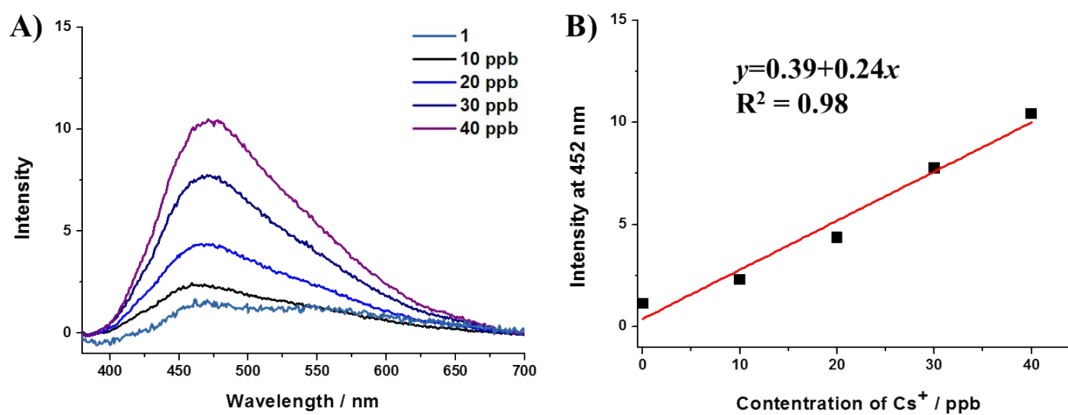 A)
15
10
5
0
Intensity
400
450
500
550
600
650
700
Wavelength / nm
1
10 ppb
20 ppb
30 ppb
40 ppb
B)
15
10
5
0
Intensity at 452 nm
y=0.39+0.24x
R² = 0.98
0
10
20
30
40
Contentration of Cs⁺ / ppb